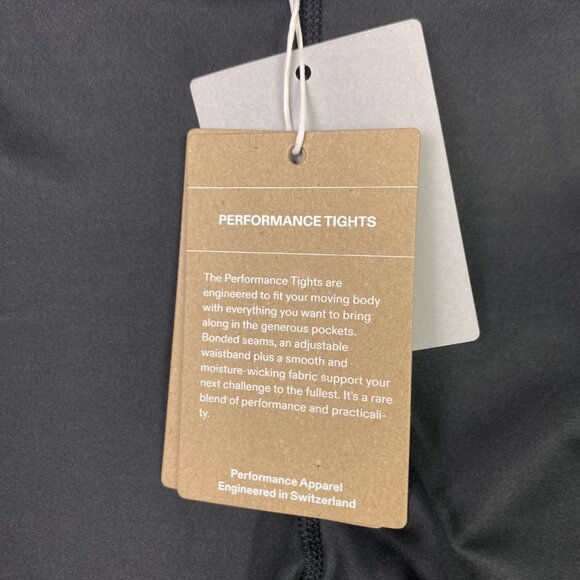 PERFORMANCE TIGHTS
The Performance Tights are
engineered to fit your moving body
with everything you want to bring
along in the generous pockets.
Bonded seams, an adjustable
waistband plus a smooth and
moisture-wicking fabric support your
next challenge to the fullest. It's a rare
blend of performance and practicali-
ty.
Performance Apparel
Engineered in Switzerland